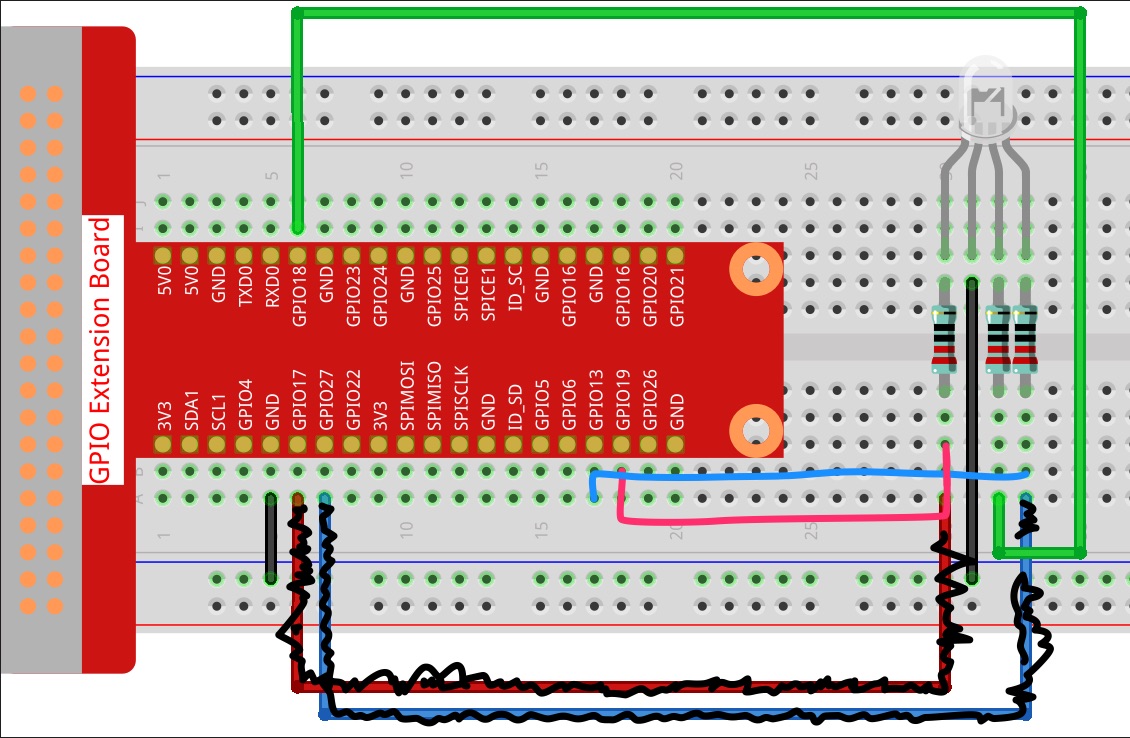 J
I
1
5
10
15
20
25
5V0
5V0
GND
TXD0
RXD0
GPIO18
GND
GPIO23
GPIO24
GND
GPIO25
SPICE0
SPICE1
ID_SC
GND
GPIO16
GND
GPIO16
GPIO20
GPIO21
GPIO Extension Board
3V3
SDA1
SCL1
GPIO4
GND
GPIO17
GPIO27
GPIO22
3V3
SPIMOSI
SPIMISO
SPISCLK
GND
ID_SD
GPIO5
GPIO6
GPIO13
GPIO19
GPIO26
GND
B
A
1
10
15
20
25